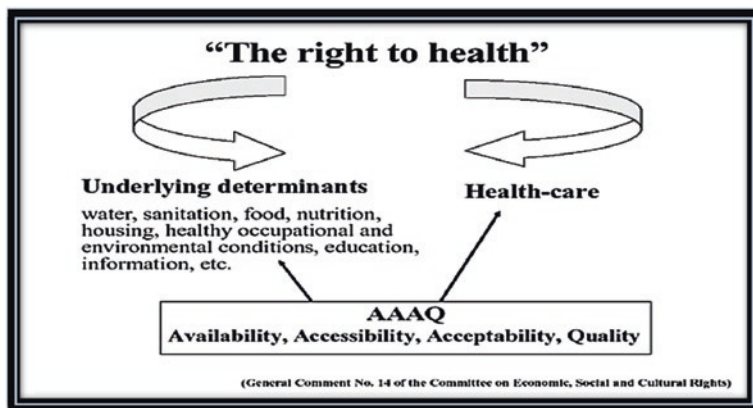 “The right to health”
Underlying determinants
water, sanitation, food, nutrition,
housing, healthy occupational and
environmental conditions, education,
information, etc.
Health-care
AAAQ
Availability, Accessibility, Acceptability, Quality
(General Comment No. 14 of the Committee on Economic, Social and Cultural Rights)